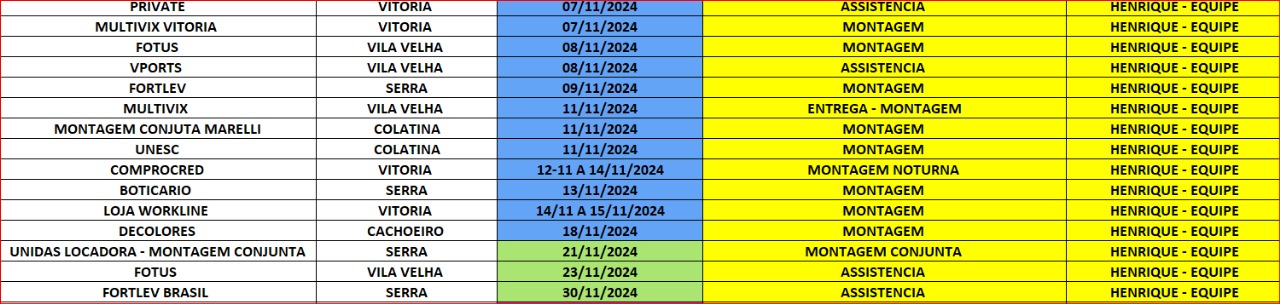 PRIVATE VITORIA 07/11/2024 ASSISTENCIA HENRIQUE - EQUIPE
MULTIVIX VITORIA VITORIA 07/11/2024 MONTAGEM HENRIQUE - EQUIPE
FOTUS VILA VELHA 08/11/2024 MONTAGEM HENRIQUE - EQUIPE
VPORTS VILA VELHA 08/11/2024 ASSISTENCIA HENRIQUE - EQUIPE
FORTLEV SERRA 09/11/2024 MONTAGEM HENRIQUE - EQUIPE
MULTIVIX VILA VELHA 11/11/2024 ENTREGA - MONTAGEM HENRIQUE - EQUIPE
MONTAGEM CONJUTA MARELLI COLATINA 11/11/2024 MONTAGEM HENRIQUE - EQUIPE
UNESC COLATINA 11/11/2024 MONTAGEM HENRIQUE - EQUIPE
COMPROCRED VITORIA 12-11 A 14/11/2024 MONTAGEM NOTURNA HENRIQUE - EQUIPE
BOTICARIO SERRA 13/11/2024 MONTAGEM HENRIQUE - EQUIPE
LOJA WORKLINE VITORIA 14/11 A 15/11/2024 MONTAGEM HENRIQUE - EQUIPE
DECOLORES CACHOEIRO 18/11/2024 MONTAGEM HENRIQUE - EQUIPE
UNIDAS LOCADORA - MONTAGEM CONJUNTA SERRA 21/11/2024 MONTAGEM CONJUNTA HENRIQUE - EQUIPE
FOTUS VILA VELHA 23/11/2024 ASSISTENCIA HENRIQUE - EQUIPE
FORTLEV BRASIL SERRA 30/11/2024 ASSISTENCIA HENRIQUE - EQUIPE